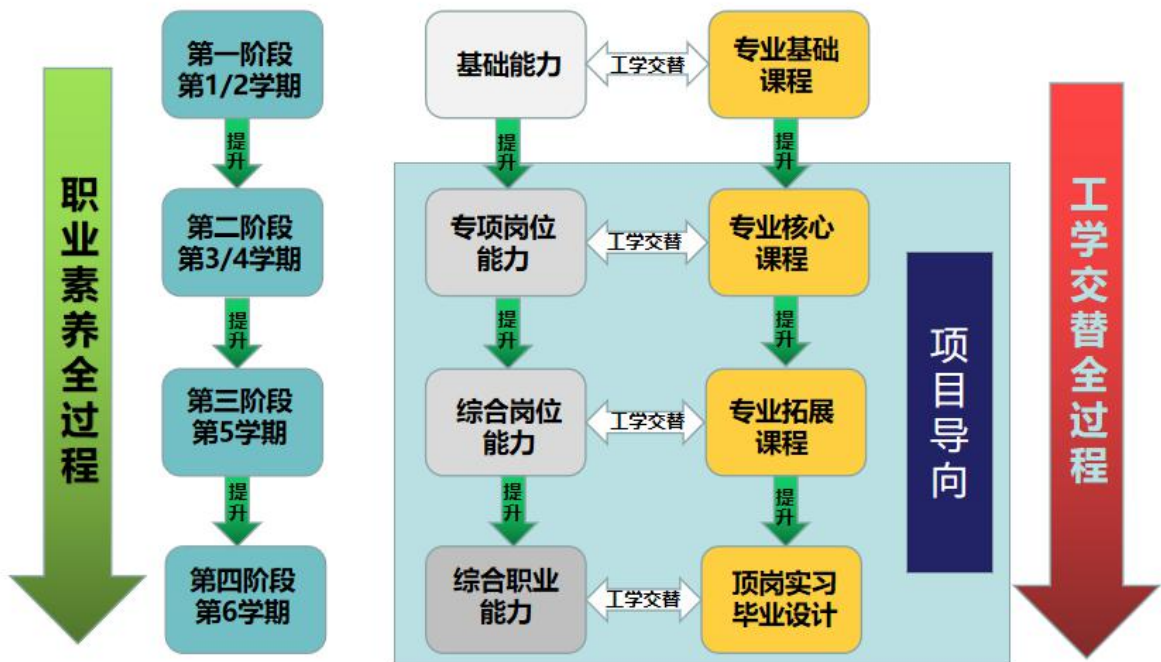 职业素养全过程
第一阶段
第1/2学期
基础能力
工学交替
专业基础
课程
提升
提升
提升
第二阶段
第3/4学期
专项岗位
能力
工学交替
专业核心
课程
提升
提升
提升
第三阶段
第5学期
综合岗位
能力
工学交替
专业拓展
课程
提升
提升
提升
第四阶段
第6学期
综合职业
能力
工学交替
顶岗实习
毕业设计
项目导向
工学交替全过程